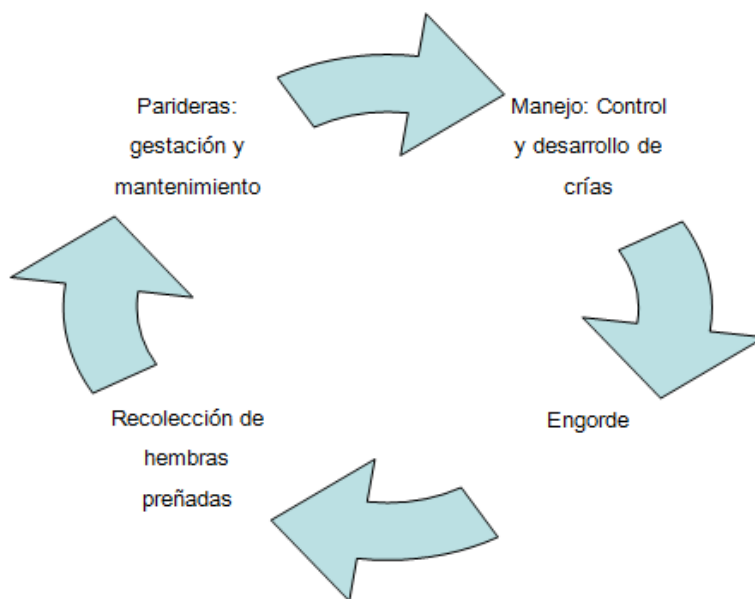 Parideras:
gestación y
mantenimiento
Manejo: Control
y desarrollo de
crías
Engorde
Recolección de
hembras
preñadas